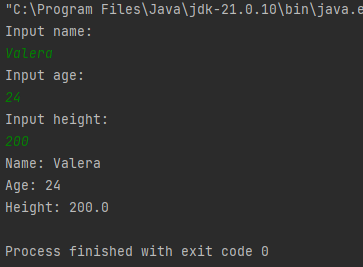 "C:\Program Files\Java\jdk-21.0.10\bin\java.e
Input name:
Valera
Input age:
24
Input height:
200
Name: Valera
Age: 24
Height: 200.0
Process finished with exit code 0